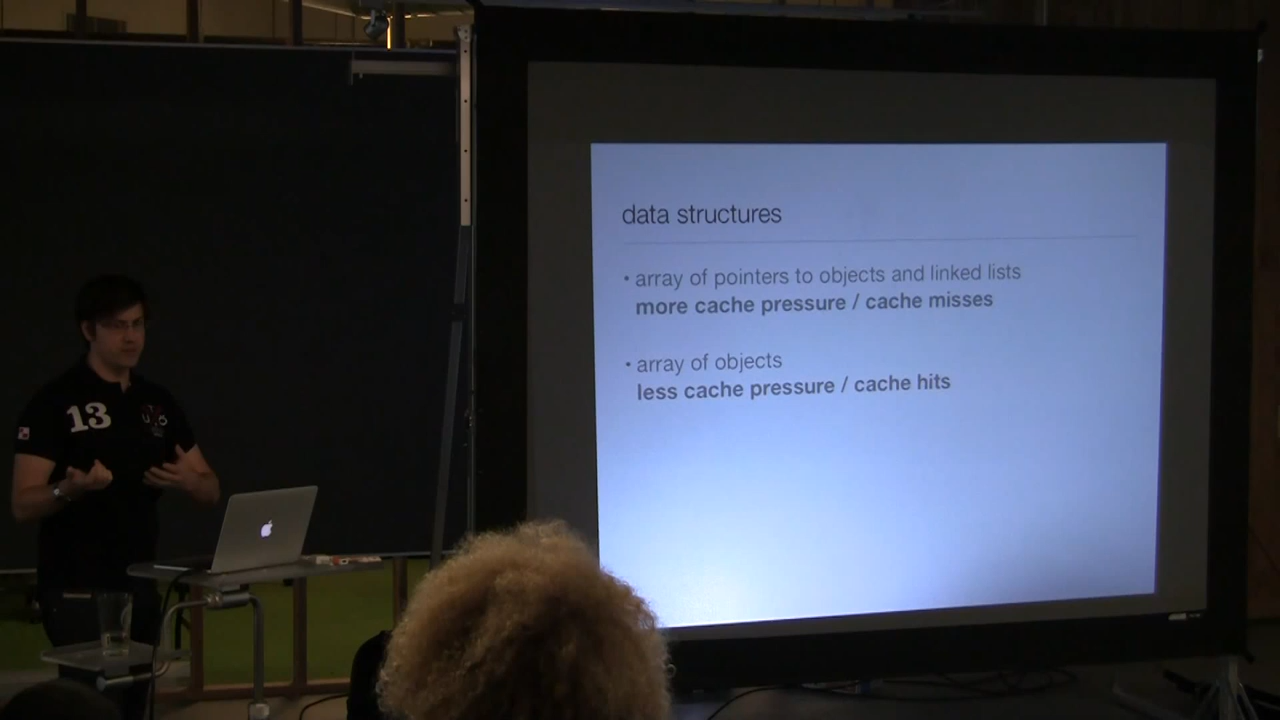 data structures
• array of pointers to objects and linked lists
more cache pressure / cache misses
• array of objects
less cache pressure / cache hits
13